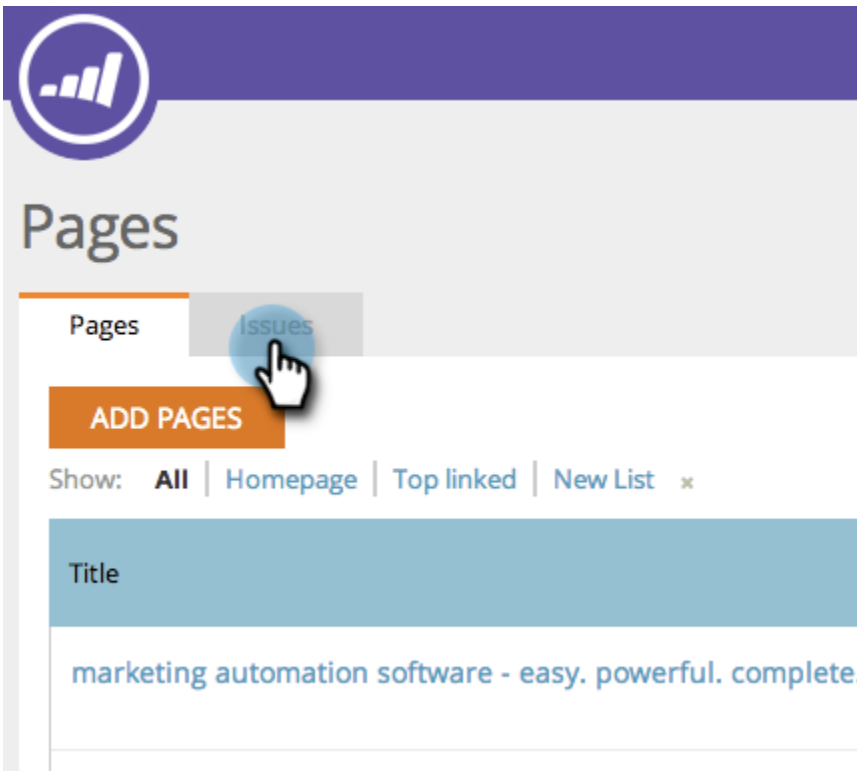 Pages
Pages Issues
ADD PAGES
Show: All Homepage Top linked New List ×
Title
marketing automation software - easy. powerful. complete.